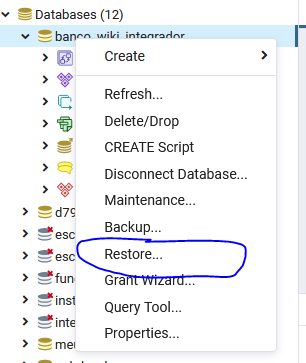 Databases (12)
banco_wiki_integrador
Create
Refresh...
Delete/Drop
CREATE Script
Disconnect Database...
Maintenance...
Backup...
Restore...
Grant Wizard...
Query Tool...
Properties...
d79
esc
esc
fun
inst
inte
meu